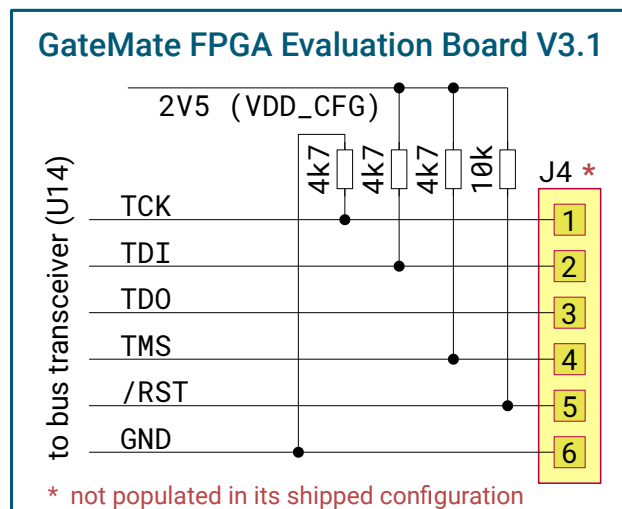 GateMate FPGA Evaluation Board V3.1
2V5 (VDD_CFG)
4k7
4k7
4k7
10k
J4 *
to bus transceiver (U14)
TCK
1
TDI
2
TDO
3
TMS
4
/RST
5
GND
6
* not populated in its shipped configuration